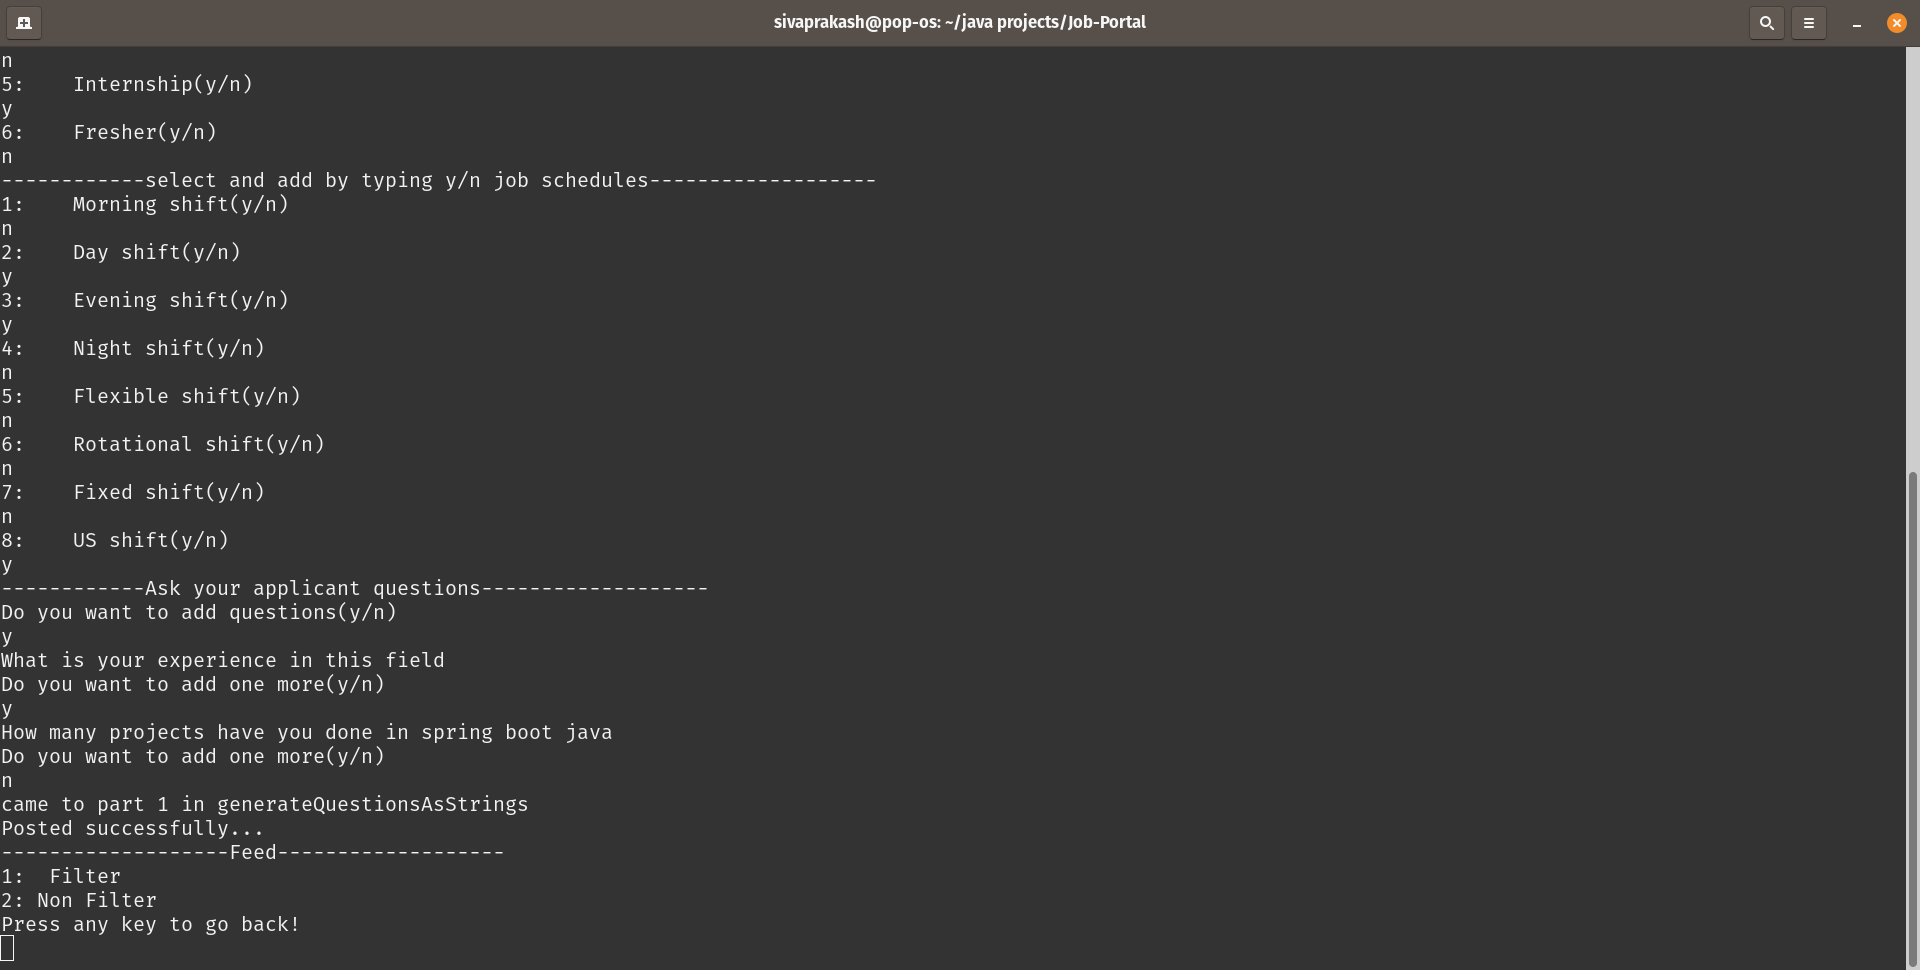 sivaprakash@pop-os: ~/java projects/Job-Portal
n
5:    Internship(y/n)
y
6:    Fresher(y/n)
n
------------select and add by typing y/n job schedules-------------------
1:    Morning shift(y/n)
n
2:    Day shift(y/n)
y
3:    Evening shift(y/n)
y
4:    Night shift(y/n)
n
5:    Flexible shift(y/n)
n
6:    Rotational shift(y/n)
n
7:    Fixed shift(y/n)
n
8:    US shift(y/n)
y
------------Ask your applicant questions-------------------
Do you want to add questions(y/n)
y
What is your experience in this field
Do you want to add one more(y/n)
y
How many projects have you done in spring boot java
Do you want to add one more(y/n)
n
came to part 1 in generateQuestionsAsStrings
Posted successfully...
-------------------Feed-------------------
1:  Filter
2: Non Filter
Press any key to go back!